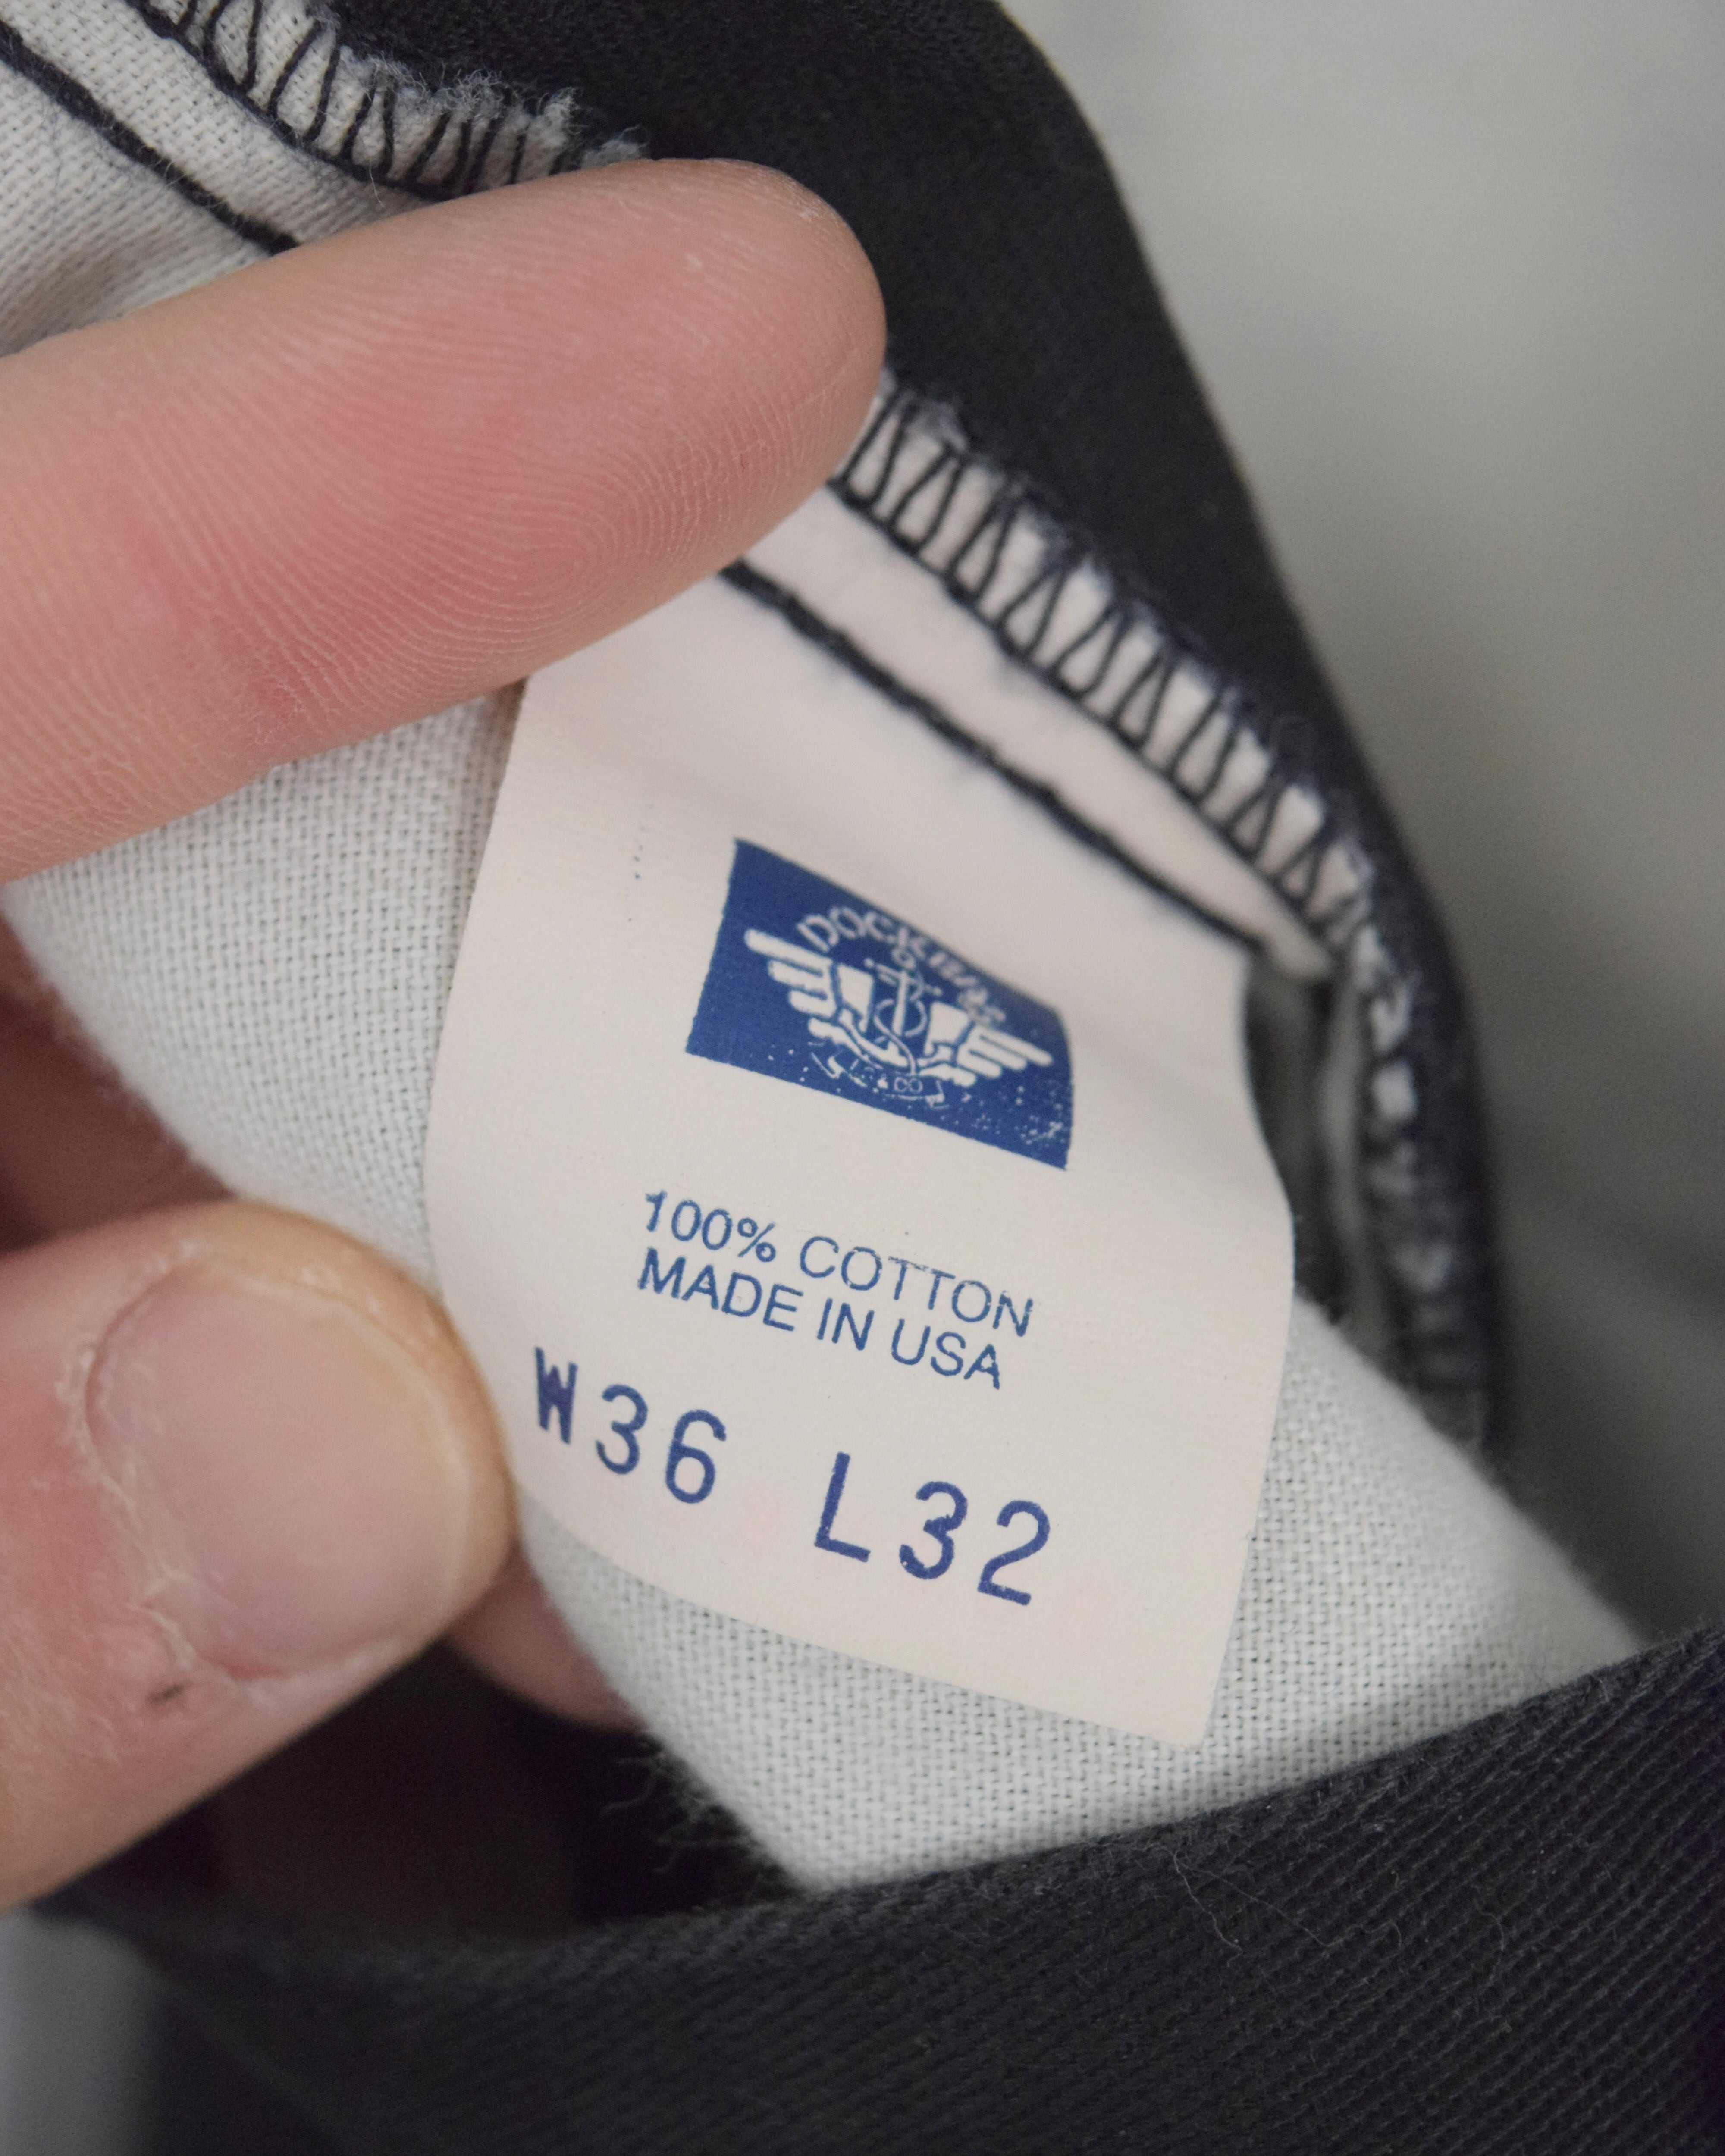 DOCKERS
LS & CO
100% COTTON
MADE IN USA
W36 L32